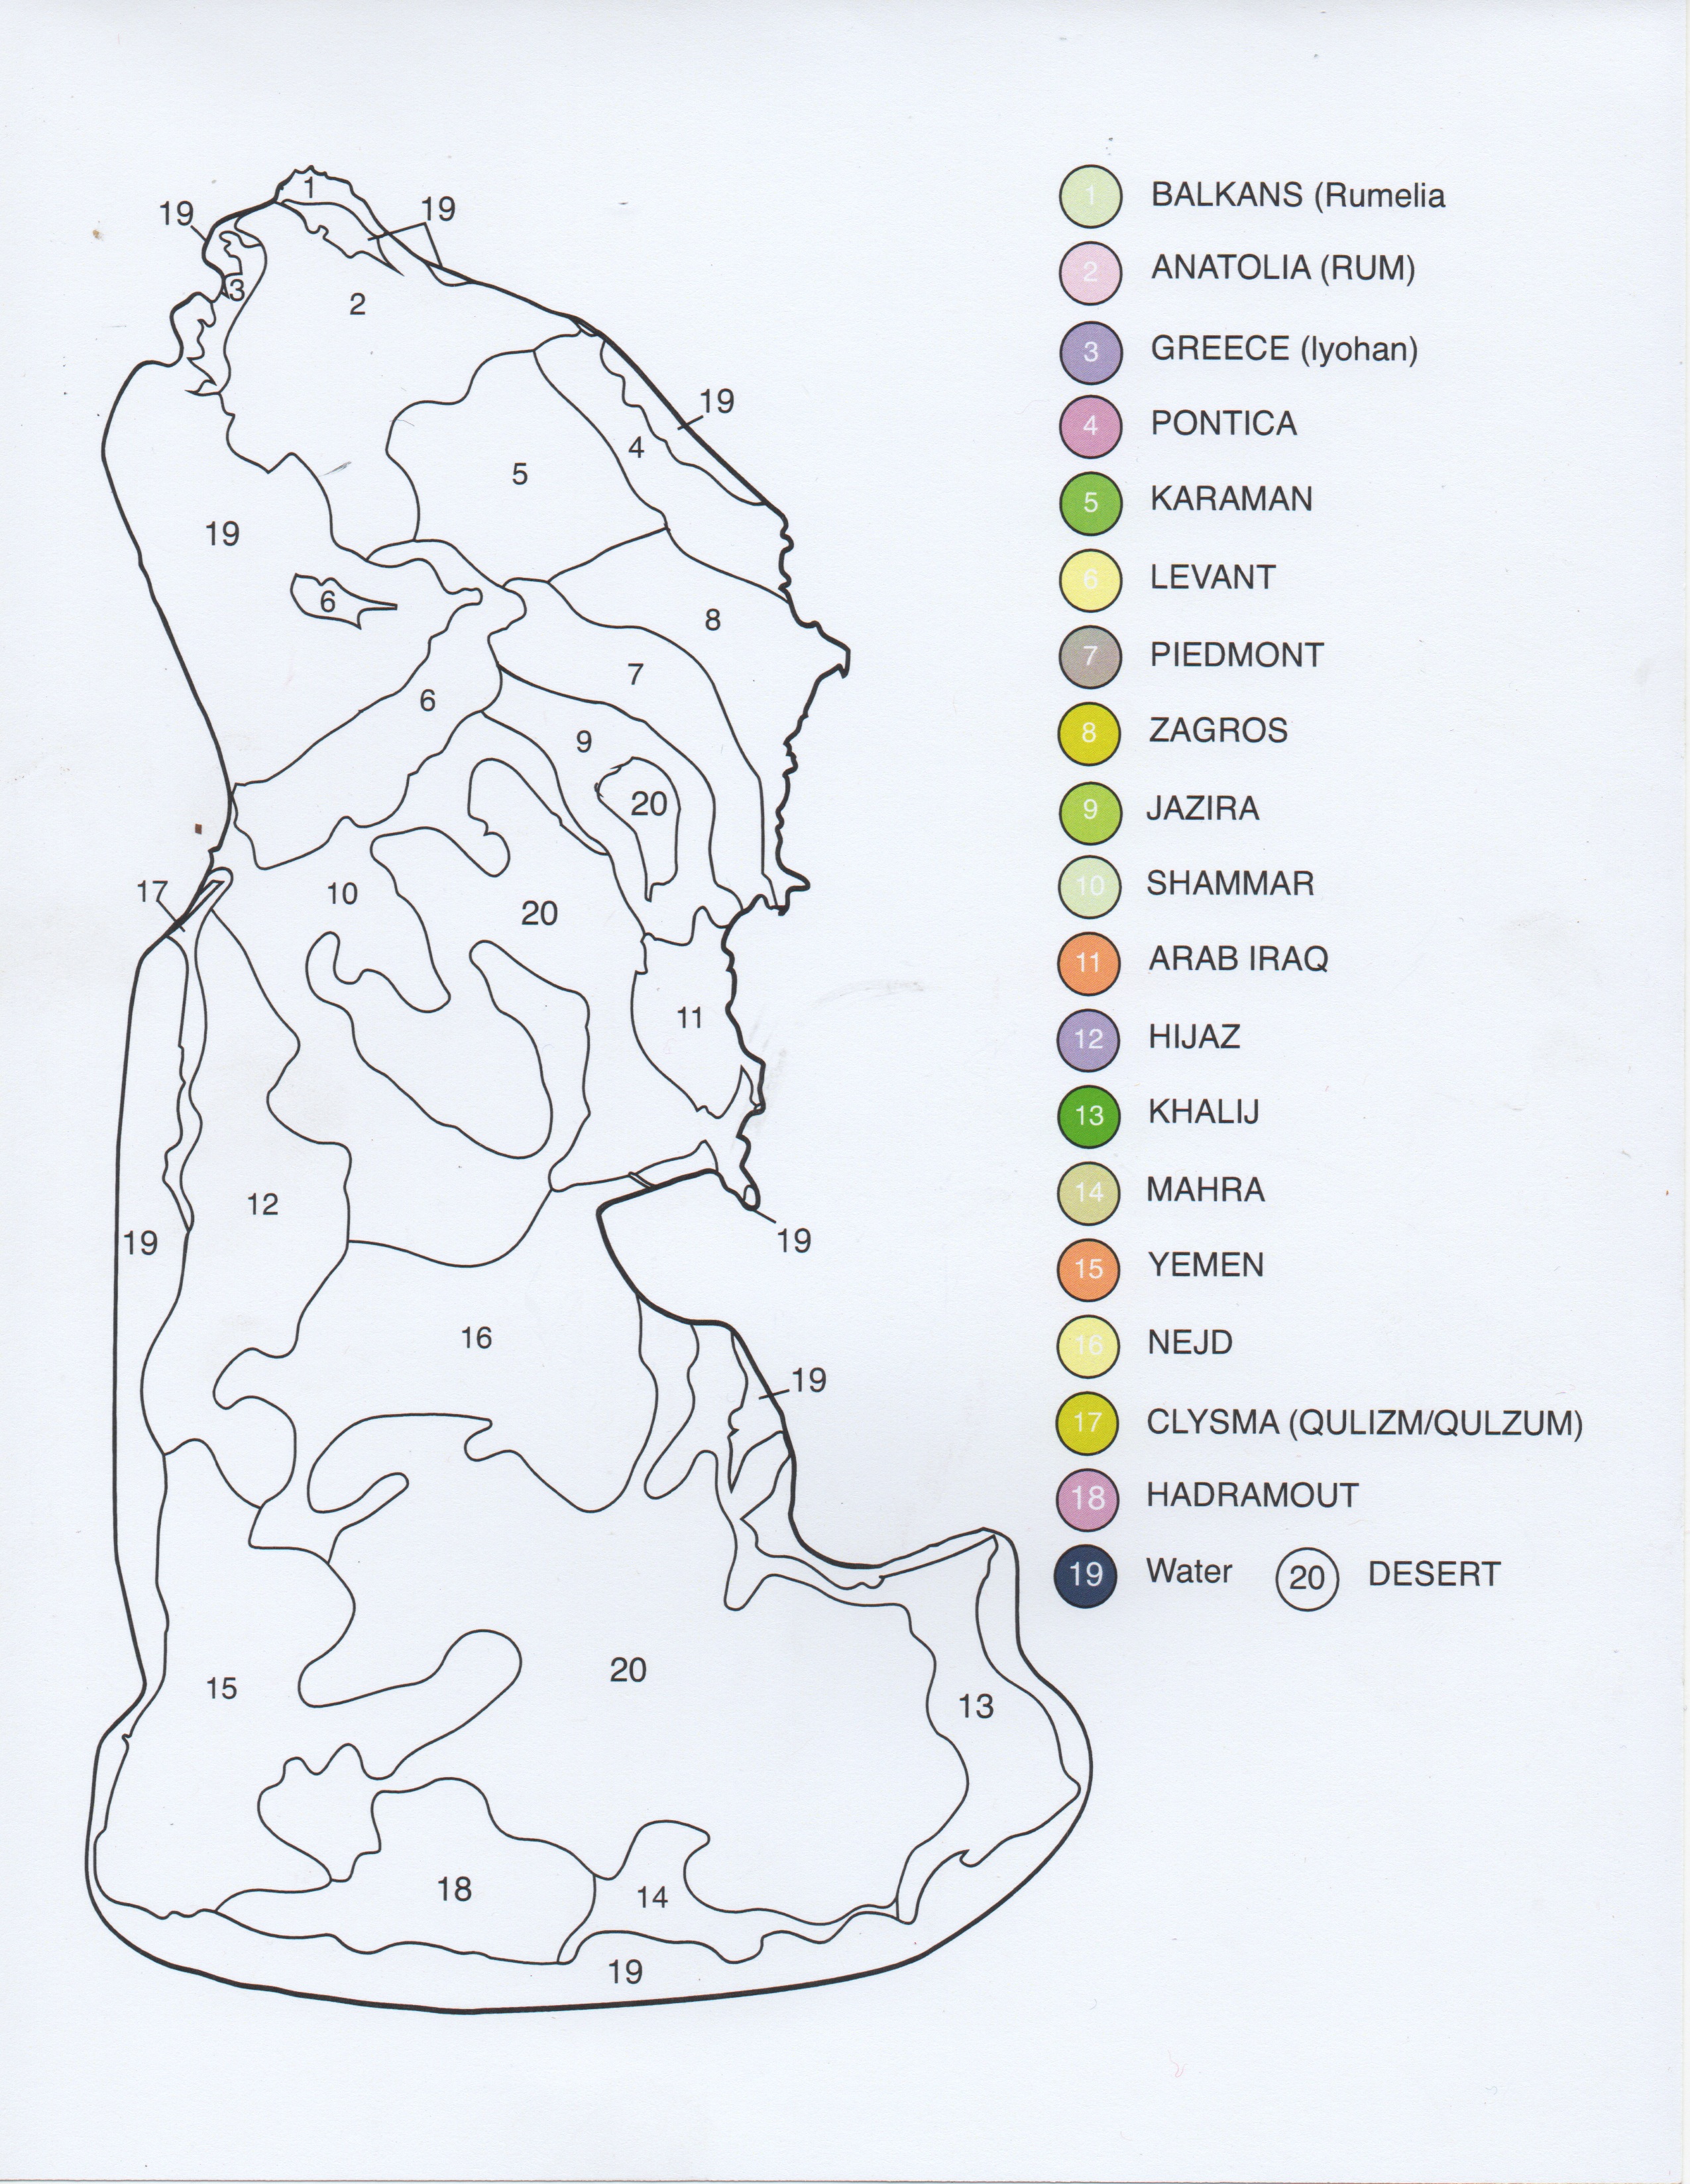 1
19
19
3
2
19
4
5
19
6
8
7
6
9
20
17
10
20
11
12
19
19
16
19
20
15
13
18
14
19
1 BALKANS (Rumelia
2 ANATOLIA (RUM)
3 GREECE (Iyohan)
4 PONTICA
5 KARAMAN
6 LEVANT
7 PIEDMONT
8 ZAGROS
9 JAZIRA
10 SHAMMAR
11 ARAB IRAQ
12 HIJAZ
13 KHALIJ
14 MAHRA
15 YEMEN
16 NEJD
17 CLYSMA (QULIZM/QULZUM)
18 HADRAMOUT
19 Water 20 DESERT